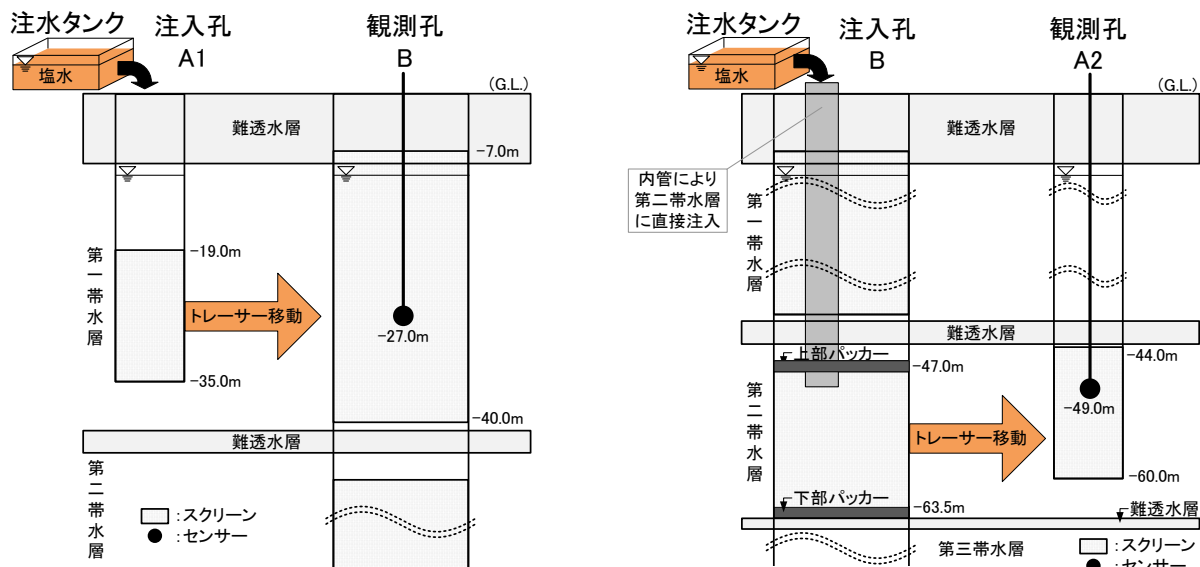 注水タンク
注入孔
A1
観測孔
B
塩水
(G.L.)
難透水層
-7.0m
-19.0m
第一帯水層
トレーサー移動
-27.0m
-35.0m
-40.0m
難透水層
第二帯水層
:スクリーン
:センサー
注水タンク
注入孔
B
観測孔
A2
塩水
(G.L.)
難透水層
内管により
第二帯水層
に直接注入
第一帯水層
難透水層
上部パッカー
-44.0m
-47.0m
-49.0m
第二帯水層
トレーサー移動
-60.0m
下部パッカー
-63.5m
難透水層
第三帯水層
:スクリーン
:センサー